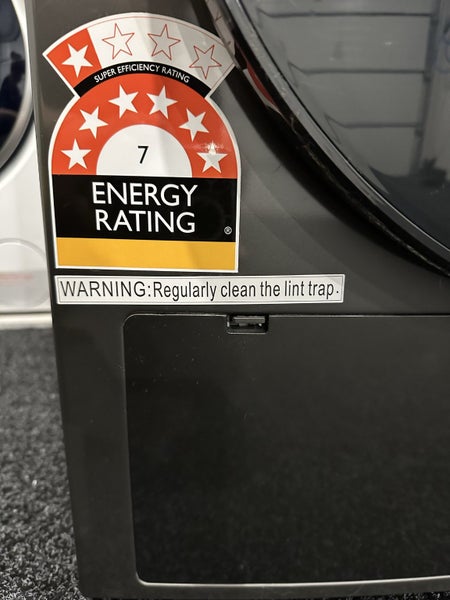 SUPER EFFICIENCY RATING
7
ENERGY
RATING ®
WARNING:Regularly clean the lint trap.